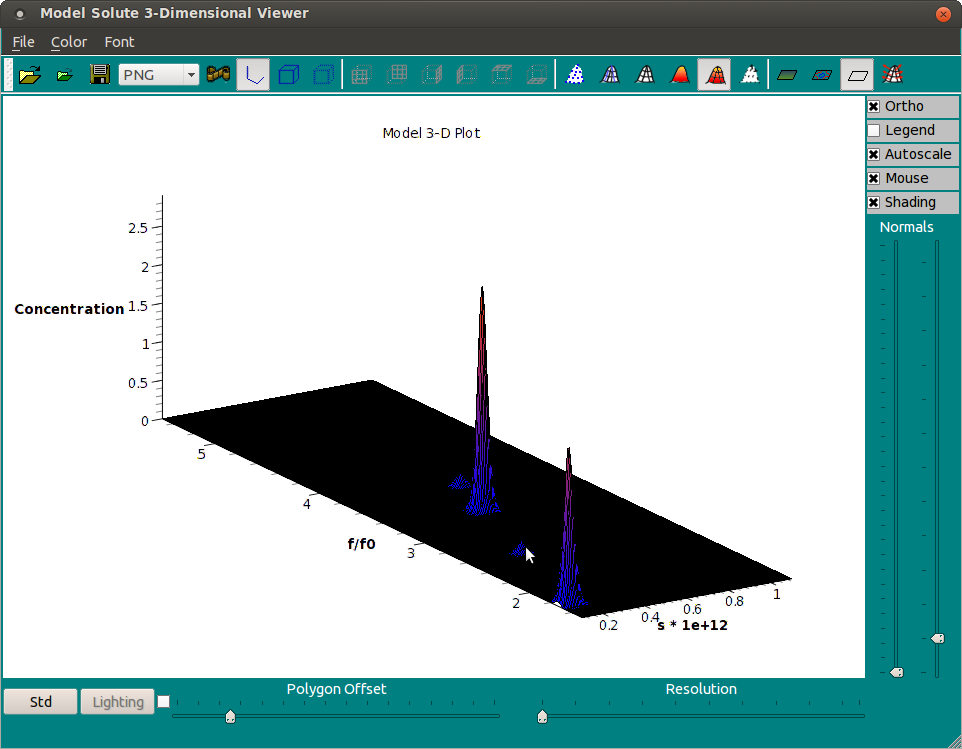 Model Solute 3-Dimensional Viewer
File Color Font
PNG
Ortho
Legend
Autoscale
Mouse
Shading
Normals
Model 3-D Plot
2.5
2
1.5
1
0.5
0
Concentration
5
4
3
2
f/f0
0.2
0.4
0.6
0.8
1
s * 1e+12
Std
Lighting
Polygon Offset
Resolution